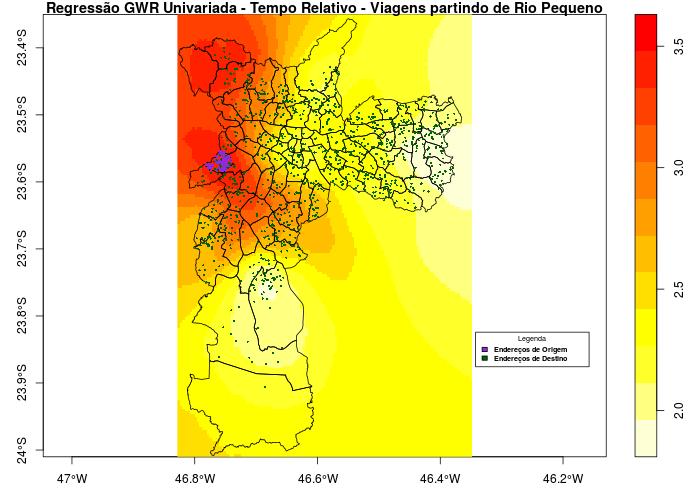 Regressão GWR Univariada - Tempo Relativo - Viagens partindo de Rio Pequeno
23.4°S
23.5°S
23.6°S
23.7°S
23.8°S
23.9°S
24°S
47°W
46.8°W
46.6°W
46.4°W
46.2°W
Legenda
Endereços de Origem
Endereços de Destino
3.5
3.0
2.5
2.0